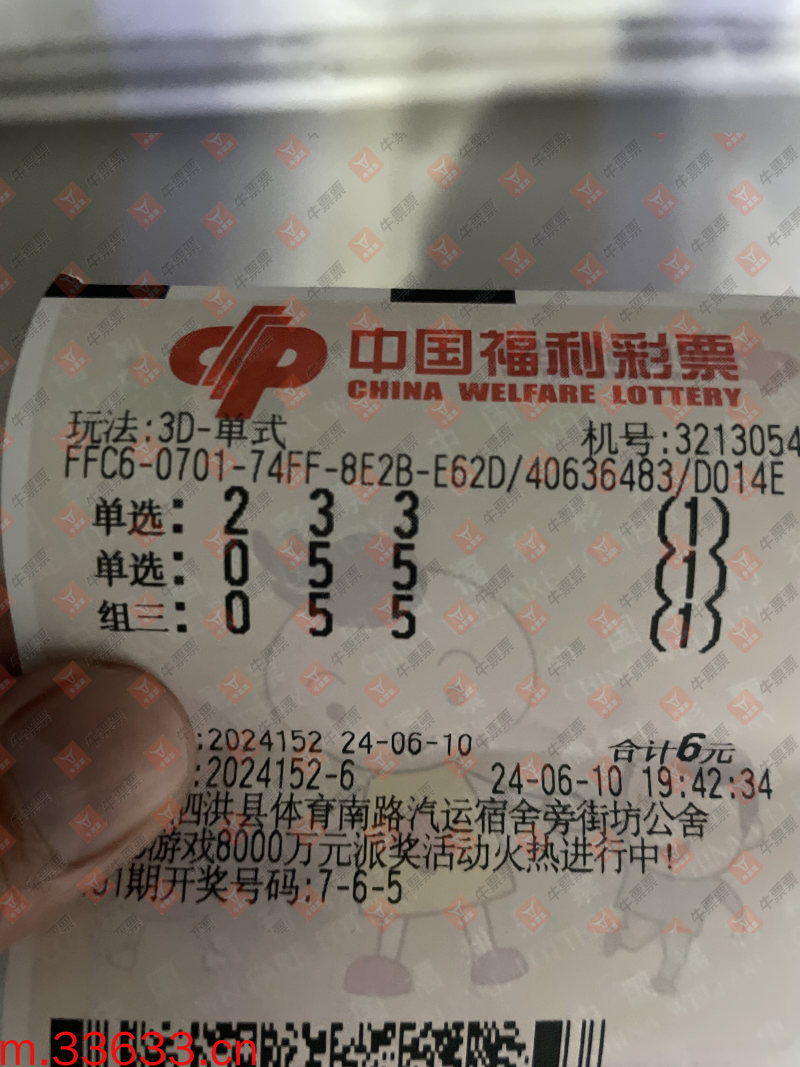 中国福利彩票
CHINA WELFARE LOTTERY
玩法:3D-单式 机号:3213054
FFC6-0701-74FF-8E2B-E62D/40636483/D014E
单选: 2 3 3 (1)
单选: 0 5 5 (1)
组三: 0 5 5 (1)
:2024152 24-06-10 合计6元
:2024152-6 24-06-10 19:42:34
泗洪县体育南路汽运宿舍旁街坊公舍
游戏8000万元派奖活动火热进行中!
51期开奖号码:7-6-5
m.33633.cn
牛票票